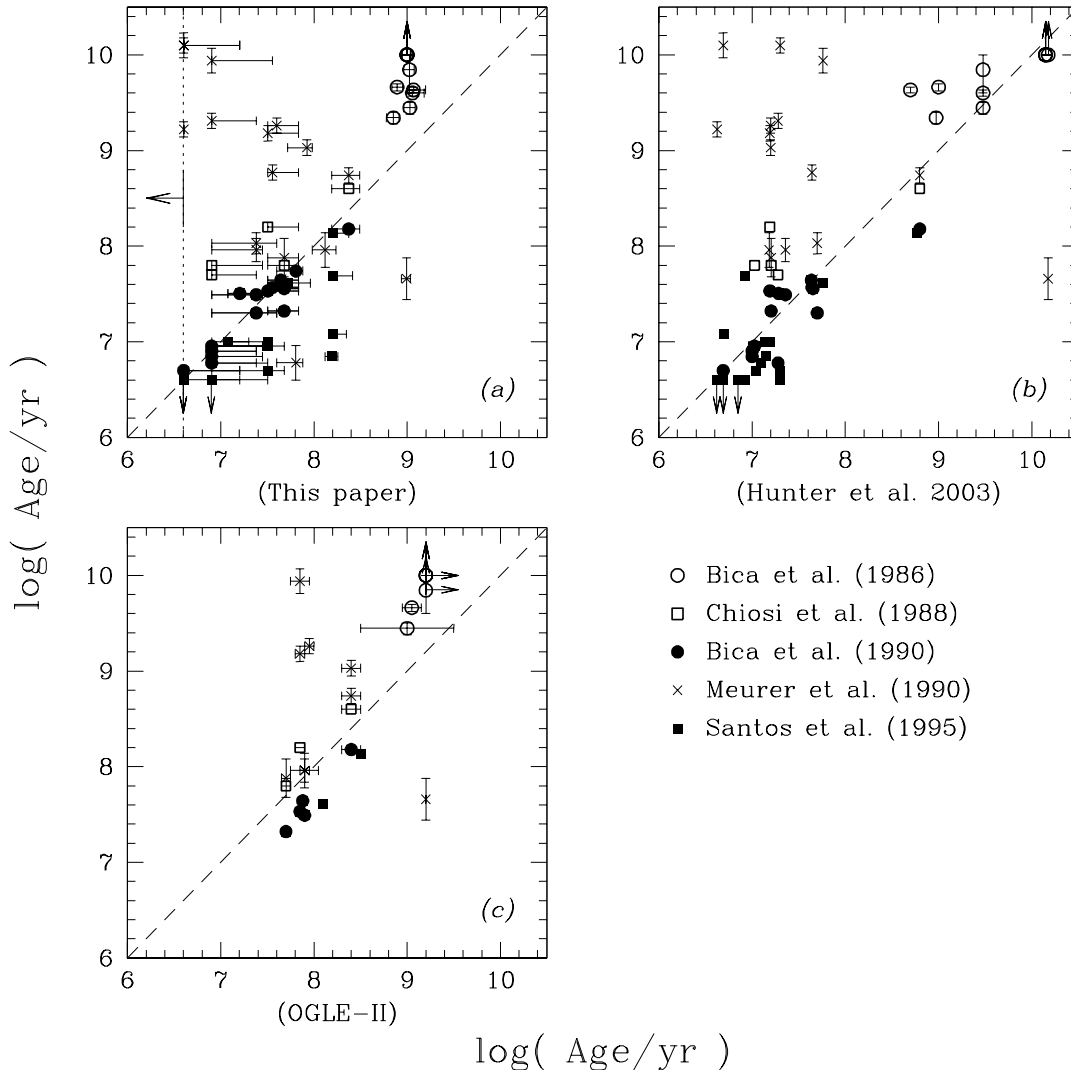 10
9
8
7
6
(a)
6 7 8 9 10
(This paper)
10
9
8
7
6
(b)
6 7 8 9 10
(Hunter et al. 2003)
log( Age/yr )
10
9
8
7
6
(c)
6 7 8 9 10
(OGLE-II)
Bica et al. (1986)
Chiosi et al. (1988)
Bica et al. (1990)
Meurer et al. (1990)
Santos et al. (1995)
log( Age/yr )